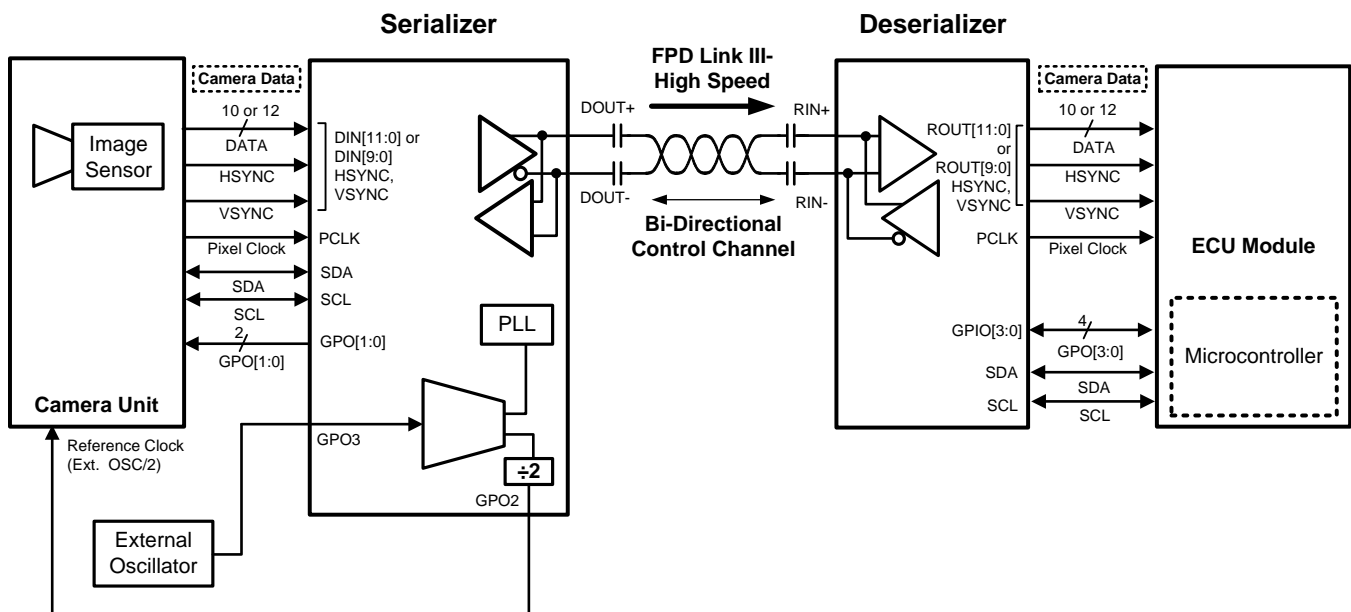 Serializer
Deserializer
Camera Data
10 or 12
DATA
HSYNC
VSYNC
Pixel Clock
SDA
SCL
2
GPO[1:0]
Image
Sensor
Camera Unit
Reference Clock
(Ext. OSC/2)
External
Oscillator
DIN[11:0] or
DIN[9:0]
HSYNC,
VSYNC
PCLK
SDA
SCL
GPO[1:0]
GPO3
PLL
÷2
GPO2
FPD Link III-
High Speed
DOUT+
DOUT-
RIN+
RIN-
Bi-Directional
Control Channel
ROUT[11:0]
or
ROUT[9:0]
HSYNC,
VSYNC
PCLK
GPIO[3:0]
SDA
SCL
Camera Data
10 or 12
DATA
HSYNC
VSYNC
Pixel Clock
4
GPO[3:0]
SDA
SCL
ECU Module
Microcontroller